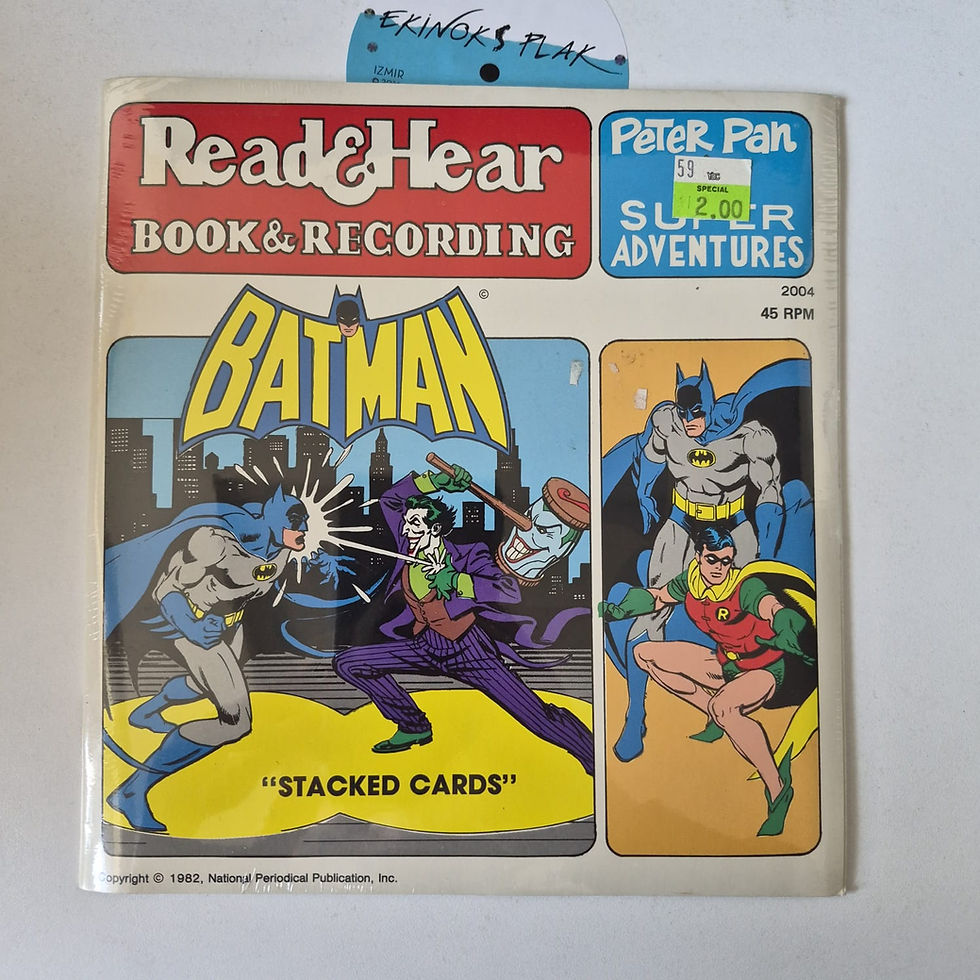 EKINOKS PLAK
IZMIR
Read&Hear
BOOK & RECORDING
PETER PAN
59
SPECIAL
2.00
SUPER
ADVENTURES
2004
45 RPM
BATMAN
©
R
"STACKED CARDS"
Copyright © 1982, National Periodical Publication, Inc.